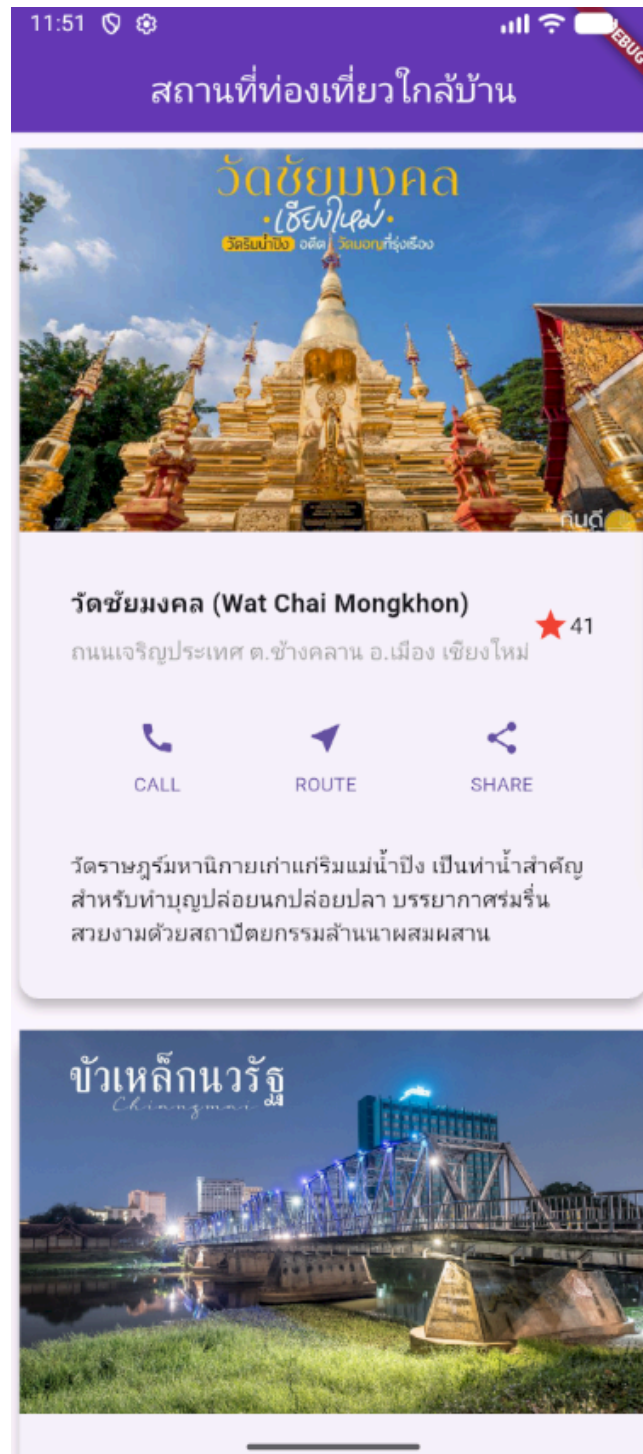 11:51
DEBUG
สถานที่ท่องเที่ยวใกล้บ้าน
วัดชัยมงคล
•เชียงใหม่•
วัดริมน้ำปิง อดีต วัดมอญที่รุ่งเรือง
กินดี
วัดชัยมงคล (Wat Chai Mongkhon)
41
ถนนเจริญประเทศ ต.ช้างคลาน อ.เมือง เชียงใหม่
CALL ROUTE SHARE
วัดราษฎร์มหานิกายเก่าแก่ริมแม่น้ำปิง เป็นท่าน้ำสำคัญ
สำหรับทำบุญปล่อยนกปล่อยปลา บรรยากาศร่มรื่น
สวยงามด้วยสถาปัตยกรรมล้านนาผสมผสาน
ขัวเหล็กนวรัฐ
Chiangmai